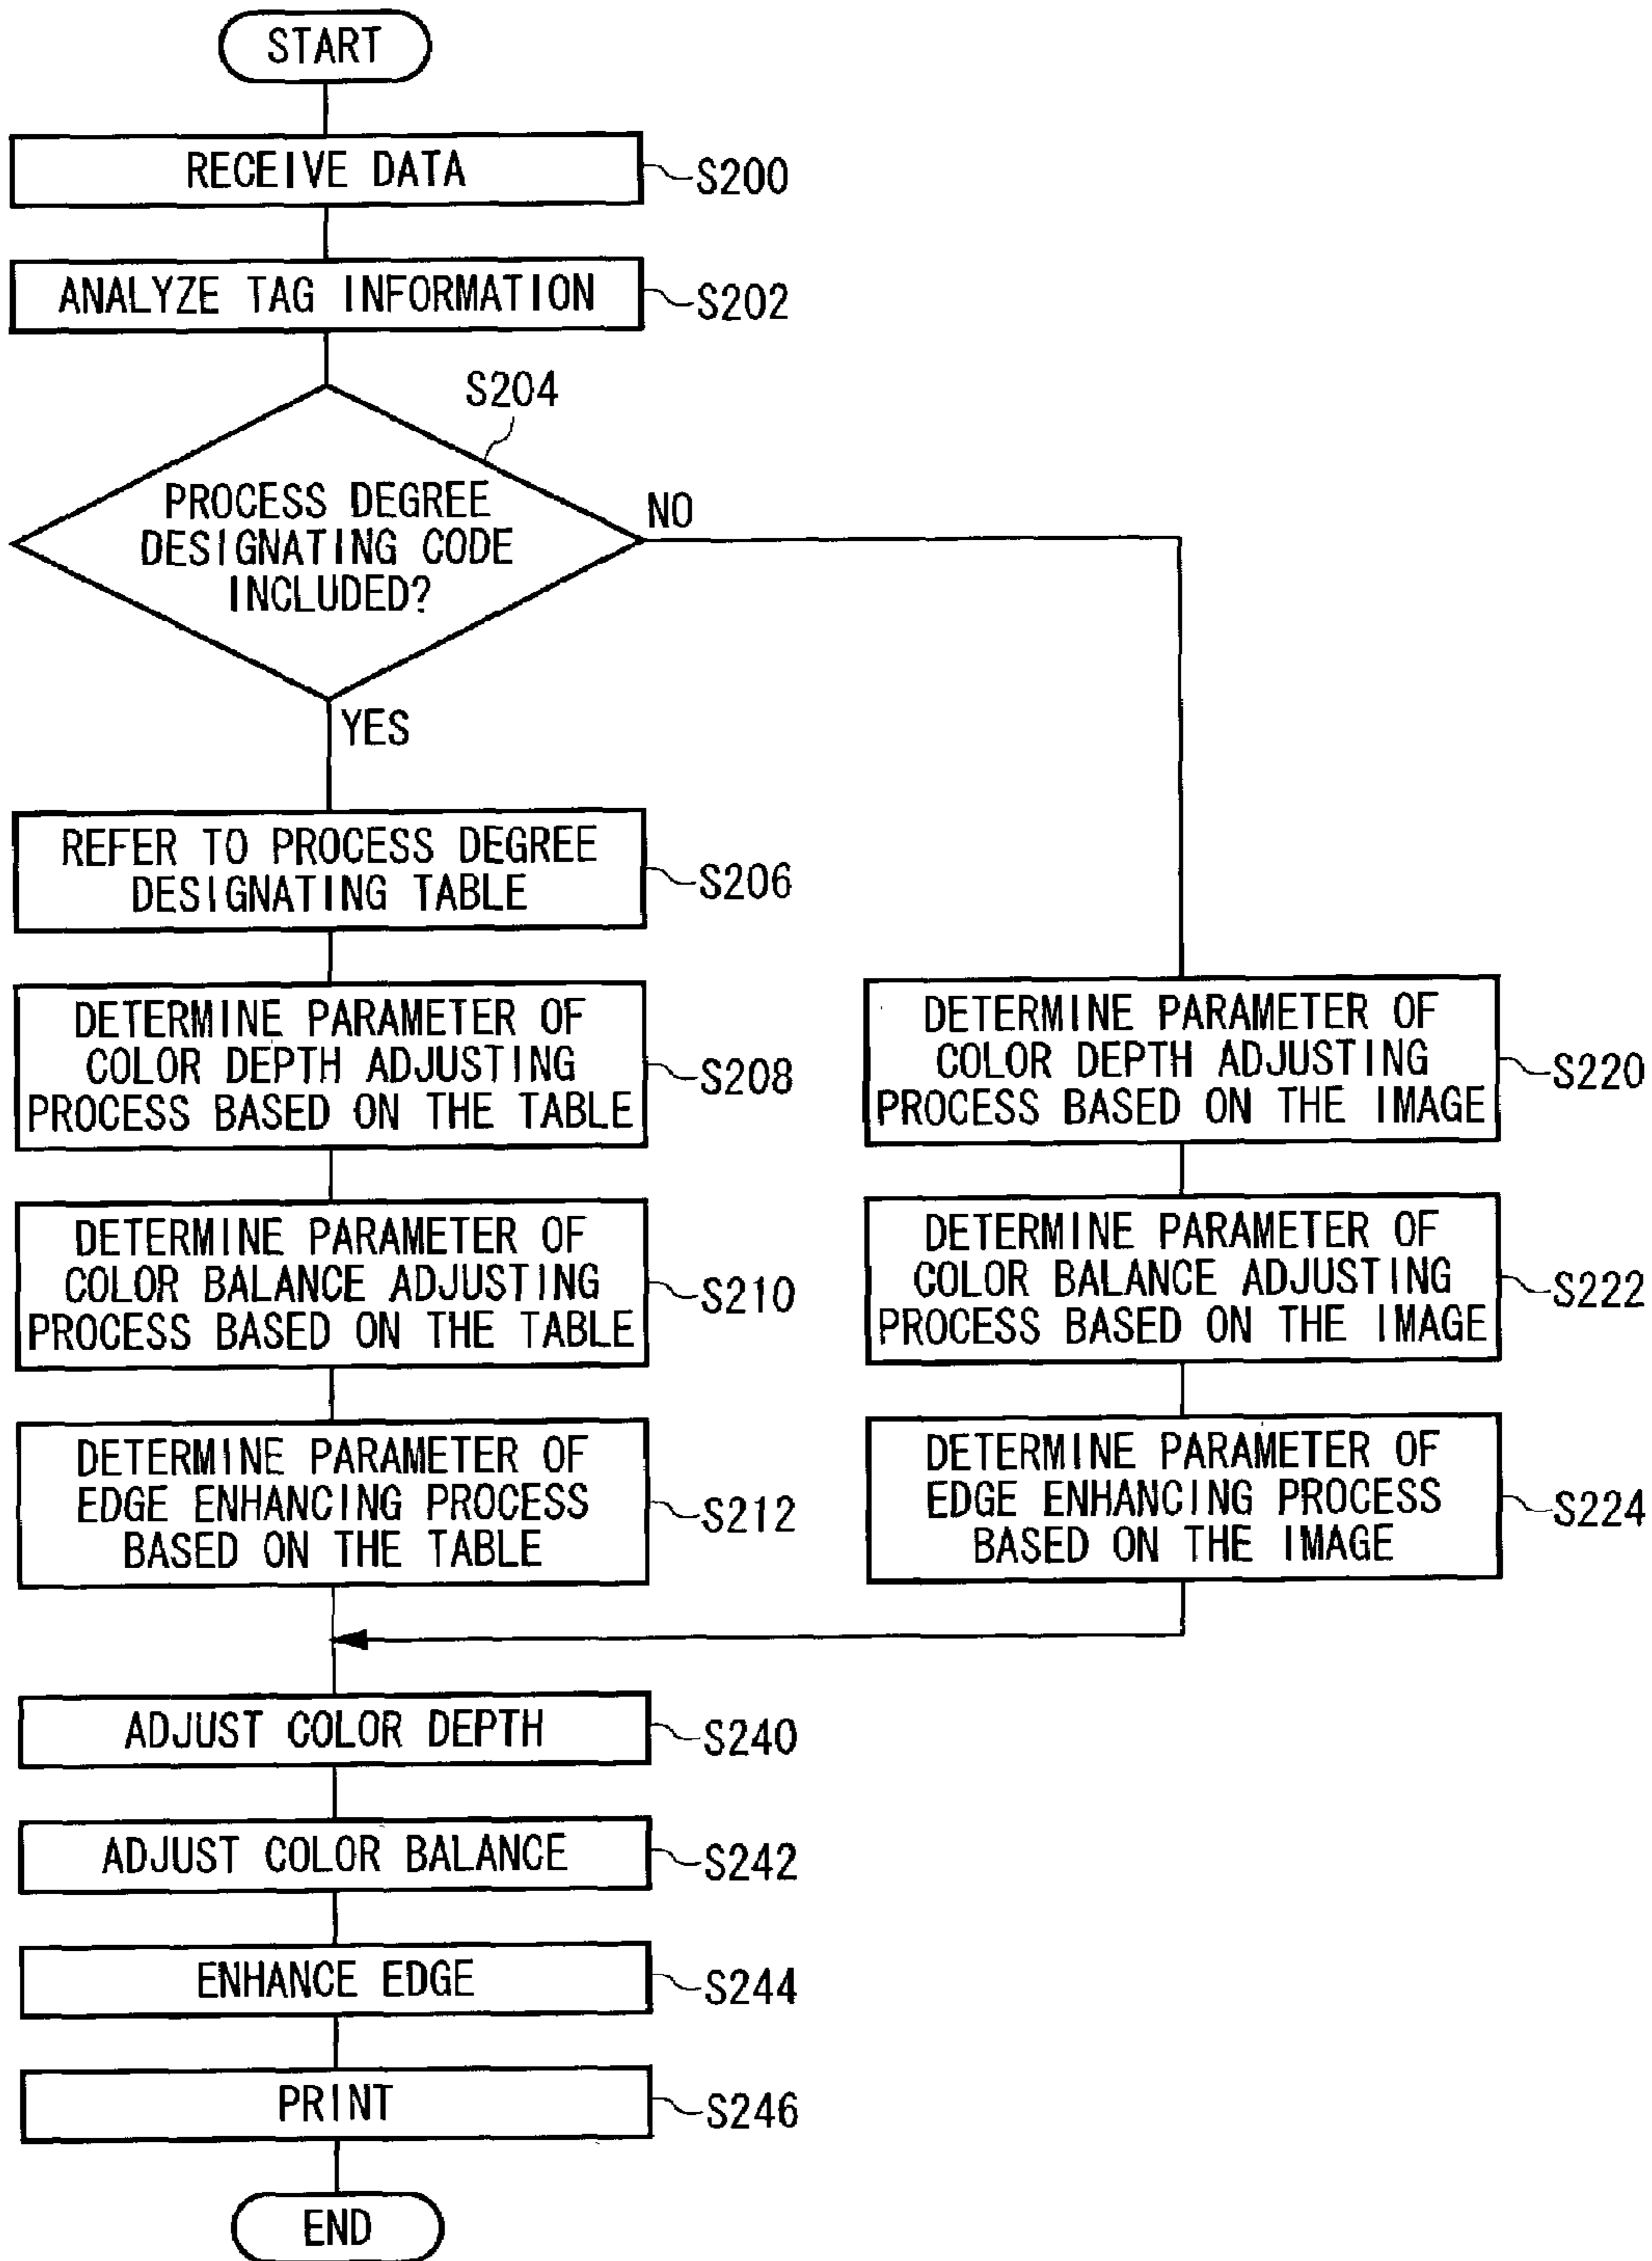 START
RECEIVE DATA
S200
ANALYZE TAG INFORMATION
S202
S204
PROCESS DEGREE
DESIGNATING CODE
INCLUDED?
NO
YES
REFER TO PROCESS DEGREE
DESIGNATING TABLE
S206
DETERMINE PARAMETER OF
COLOR DEPTH ADJUSTING
PROCESS BASED ON THE TABLE
S208
DETERMINE PARAMETER OF
COLOR BALANCE ADJUSTING
PROCESS BASED ON THE TABLE
S210
DETERMINE PARAMETER OF
EDGE ENHANCING PROCESS
BASED ON THE TABLE
S212
DETERMINE PARAMETER OF
COLOR DEPTH ADJUSTING
PROCESS BASED ON THE IMAGE
S220
DETERMINE PARAMETER OF
COLOR BALANCE ADJUSTING
PROCESS BASED ON THE IMAGE
S222
DETERMINE PARAMETER OF
EDGE ENHANCING PROCESS
BASED ON THE IMAGE
S224
ADJUST COLOR DEPTH
S240
ADJUST COLOR BALANCE
S242
ENHANCE EDGE
S244
PRINT
S246
END